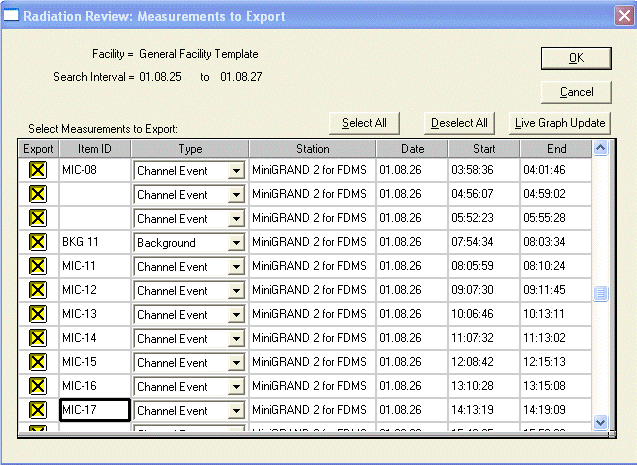 Radiation Review: Measurements to Export
Facility = General Facility Template
Search Interval = 01.08.25 to 01.08.27
OK
Cancel
Select Measurements to Export:
Select All
Deselect All
Live Graph Update
Export Item ID Type Station Date Start End
MIC-08 Channel Event MiniGRAND 2 for FDMS 01.08.26 03:58:36 04:01:46
Channel Event MiniGRAND 2 for FDMS 01.08.26 04:56:07 04:59:02
Channel Event MiniGRAND 2 for FDMS 01.08.26 05:52:23 05:55:28
BKG 11 Background MiniGRAND 2 for FDMS 01.08.26 07:54:34 08:03:34
MIC-11 Channel Event MiniGRAND 2 for FDMS 01.08.26 08:05:59 08:10:24
MIC-12 Channel Event MiniGRAND 2 for FDMS 01.08.26 09:07:30 09:11:45
MIC-13 Channel Event MiniGRAND 2 for FDMS 01.08.26 10:06:46 10:13:11
MIC-14 Channel Event MiniGRAND 2 for FDMS 01.08.26 11:07:32 11:13:02
MIC-15 Channel Event MiniGRAND 2 for FDMS 01.08.26 12:08:42 12:15:13
MIC-16 Channel Event MiniGRAND 2 for FDMS 01.08.26 13:10:28 13:15:08
MIC-17 Channel Event MiniGRAND 2 for FDMS 01.08.26 14:13:19 14:19:09